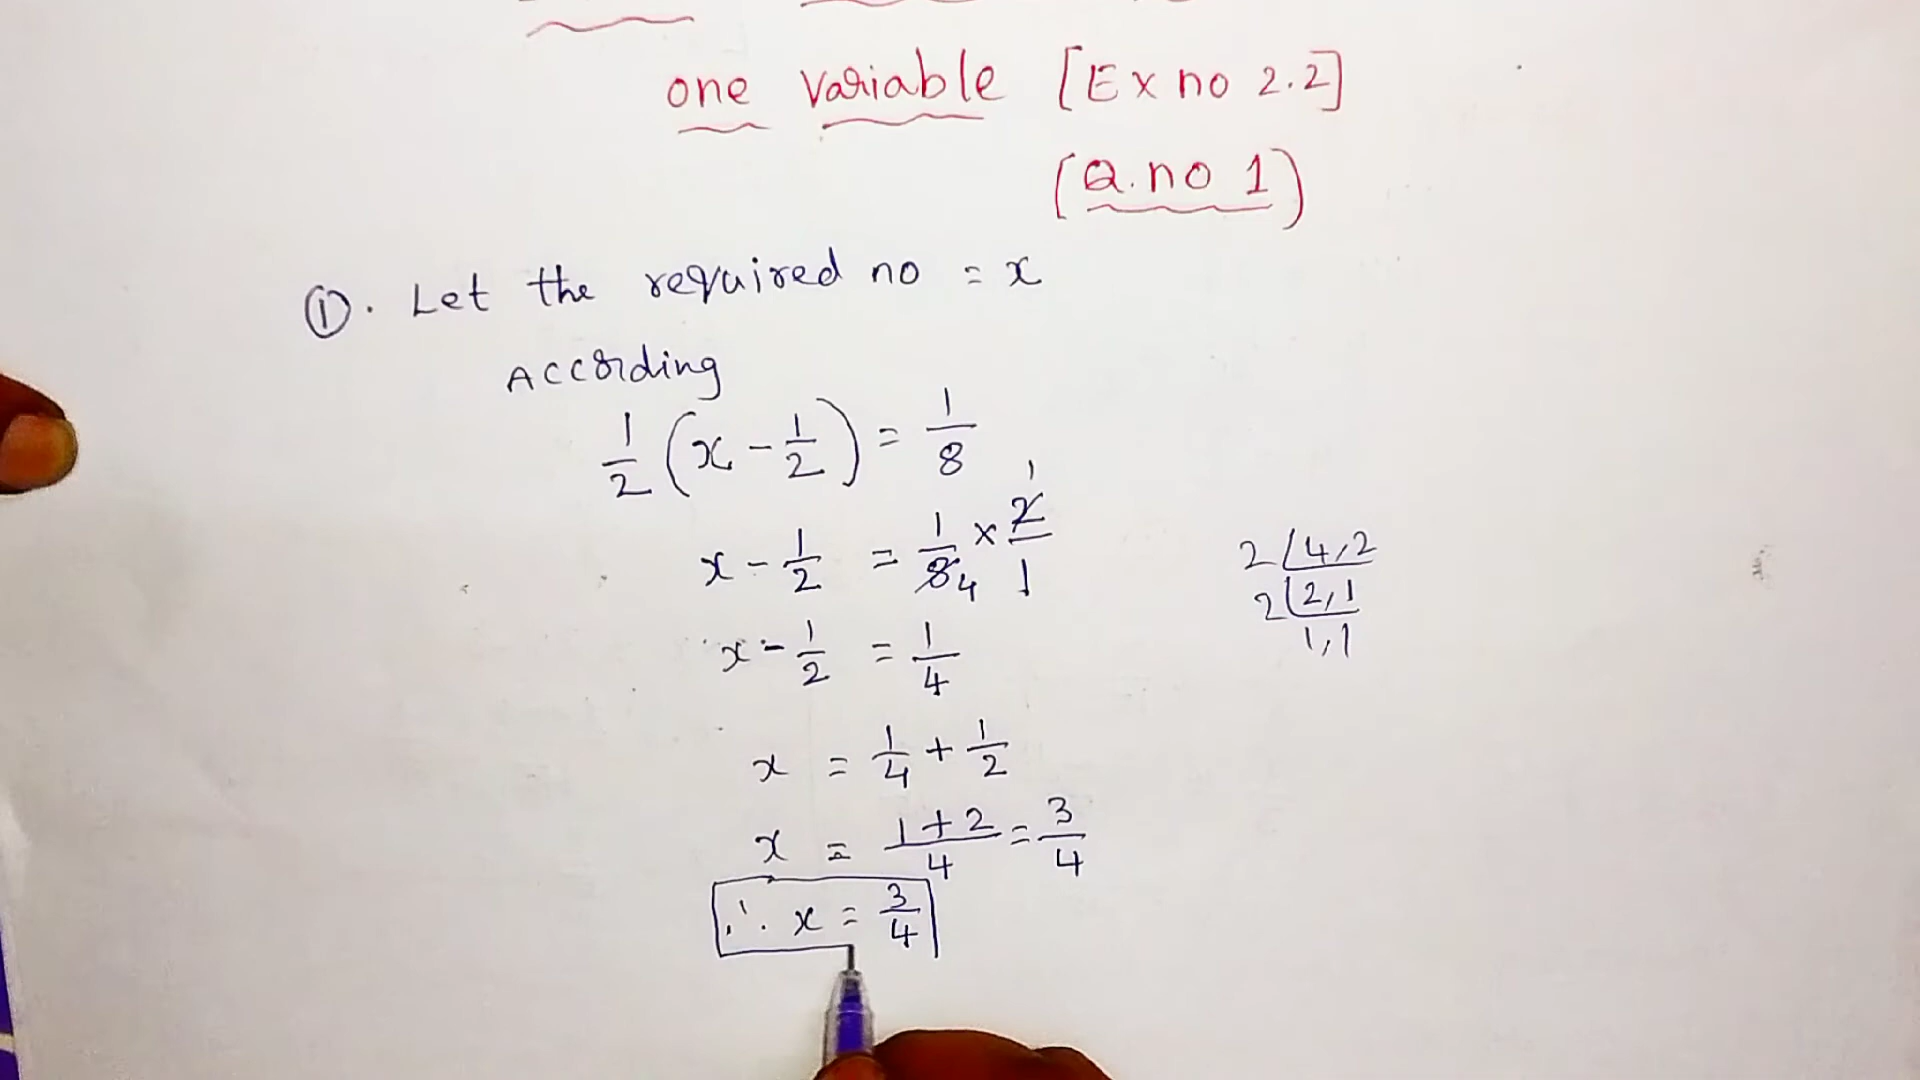 one variable [Ex no 2.2]
(Q.no 1)
①. Let the required no = x
According
1/2 (x - 1/2) = 1/8
x - 1/2 = 1/8 4 × 2/1 1
x - 1/2 = 1/4
x = 1/4 + 1/2
x = 1+2/4 = 3/4
∴ x = 3/4
2 | 4,2
2 | 2,1
1,1